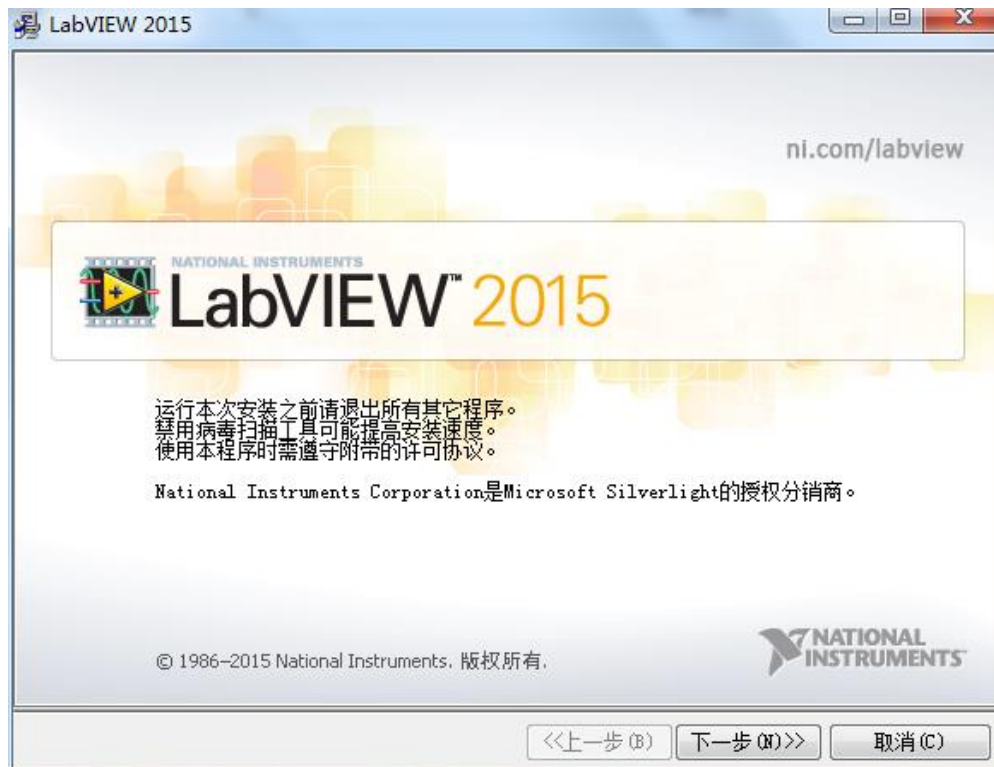 LabVIEW 2015
ni.com/labview
NATIONAL INSTRUMENTS
LabVIEW™ 2015
运行本次安装之前请退出所有其它程序。
禁用病毒扫描工具可能提高安装速度。
使用本程序时需遵守附带的许可协议。
National Instruments Corporation是Microsoft Silverlight的授权分销商。
© 1986–2015 National Instruments. 版权所有.
NATIONAL
INSTRUMENTS™
<<上一步(B) 下一步(N)>> 取消(C)